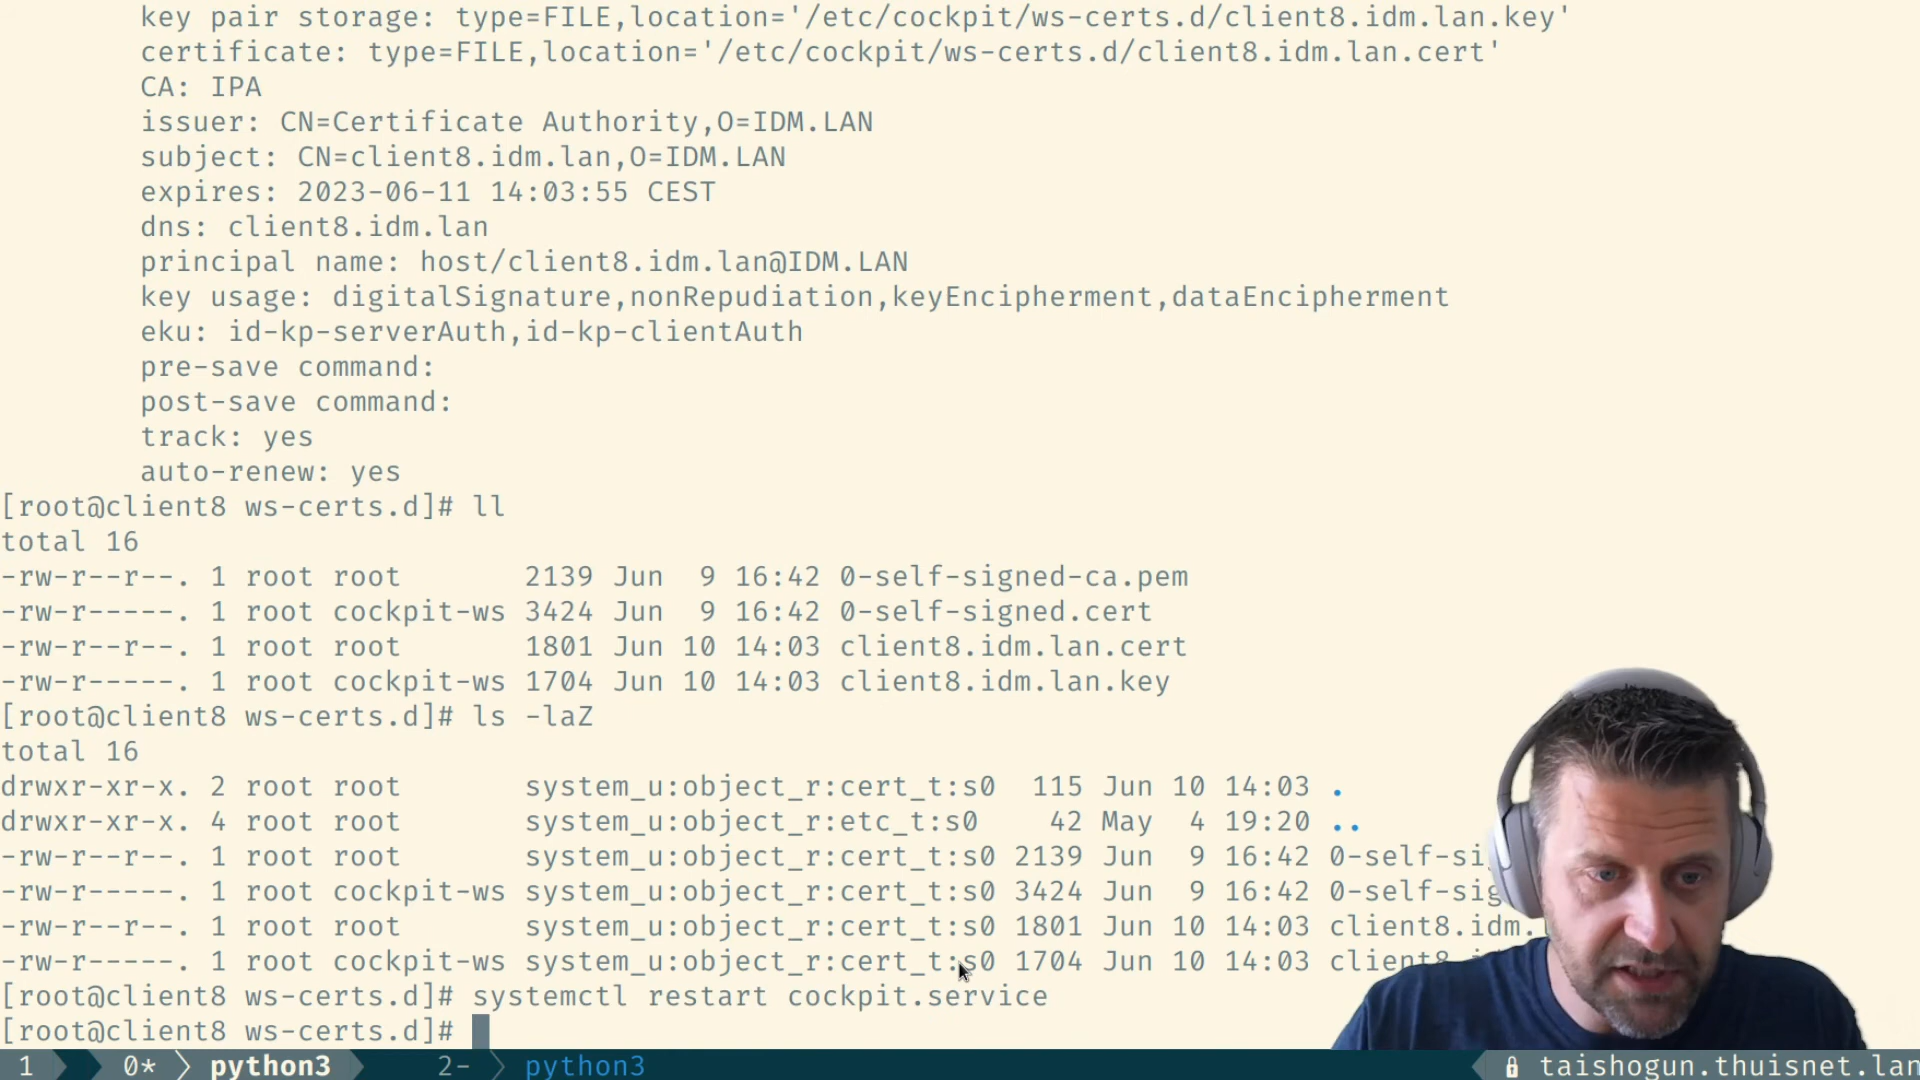 key pair storage: type=FILE,location='/etc/cockpit/ws-certs.d/client8.idm.lan.key'
certificate: type=FILE,location='/etc/cockpit/ws-certs.d/client8.idm.lan.cert'
CA: IPA
issuer: CN=Certificate Authority,O=IDM.LAN
subject: CN=client8.idm.lan,O=IDM.LAN
expires: 2023-06-11 14:03:55 CEST
dns: client8.idm.lan
principal name: host/client8.idm.lan@IDM.LAN
key usage: digitalSignature,nonRepudiation,keyEncipherment,dataEncipherment
eku: id-kp-serverAuth,id-kp-clientAuth
pre-save command:
post-save command:
track: yes
auto-renew: yes
[root@client8 ws-certs.d]# ll
total 16
-rw-r--r--. 1 root root       2139 Jun  9 16:42 0-self-signed-ca.pem
-rw-r-----. 1 root cockpit-ws 3424 Jun  9 16:42 0-self-signed.cert
-rw-r--r--. 1 root root       1801 Jun 10 14:03 client8.idm.lan.cert
-rw-r-----. 1 root cockpit-ws 1704 Jun 10 14:03 client8.idm.lan.key
[root@client8 ws-certs.d]# ls -laZ
total 16
drwxr-xr-x. 2 root root       system_u:object_r:cert_t:s0  115 Jun 10 14:03 .
drwxr-xr-x. 4 root root       system_u:object_r:etc_t:s0    42 May  4 19:20 ..
-rw-r--r--. 1 root root       system_u:object_r:cert_t:s0 2139 Jun  9 16:42 0-self-si
-rw-r-----. 1 root cockpit-ws system_u:object_r:cert_t:s0 3424 Jun  9 16:42 0-self-sig
-rw-r--r--. 1 root root       system_u:object_r:cert_t:s0 1801 Jun 10 14:03 client8.idm.
-rw-r-----. 1 root cockpit-ws system_u:object_r:cert_t:s0 1704 Jun 10 14:03 client8
[root@client8 ws-certs.d]# systemctl restart cockpit.service
[root@client8 ws-certs.d]#
1 0* python3 2- python3 taishogun.thuisnet.lan